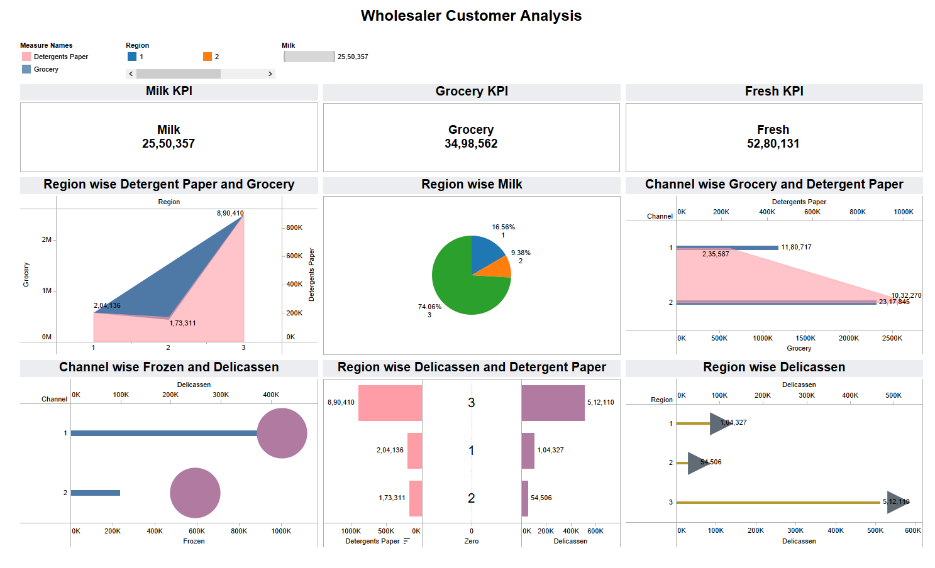 Wholesaler Customer Analysis
Measure Names
Detergents Paper
Grocery
Region
1
2
Milk
25,50,357
Milk KPI
Grocery KPI
Fresh KPI
Milk
25,50,357
Grocery
34,98,562
Fresh
52,80,131
Region wise Detergent Paper and Grocery
Region
8,90,410
2M
1M
0M
Grocery
2,04,136
1,73,311
800K
600K
400K
200K
0K
Detergents Paper
1 2 3
Region wise Milk
16.56%
1
9.38%
2
74.06%
3
Channel wise Grocery and Detergent Paper
Detergents Paper
Channel
0K 200K 400K 600K 800K 1000K
1
11,80,717
2,35,587
10,32,270
2
23,17,845
0K 500K 1000K 1500K 2000K 2500K
Grocery
Channel wise Frozen and Delicassen
Delicassen
Channel
0K 100K 200K 300K 400K
1
2
0K 200K 400K 600K 800K 1000K
Frozen
Region wise Delicassen and Detergent Paper
8,90,410 3 5,12,110
2,04,136 1 1,04,327
1,73,311 2 54,506
1000K 500K 0K 0 0K 200K 400K 600K
Detergents Paper Zero Delicassen
Region wise Delicassen
Delicassen
Region
0K 100K 200K 300K 400K 500K
1 1,04,327
2 54,506
3 5,12,110
0K 100K 200K 300K 400K 500K 600K
Delicassen